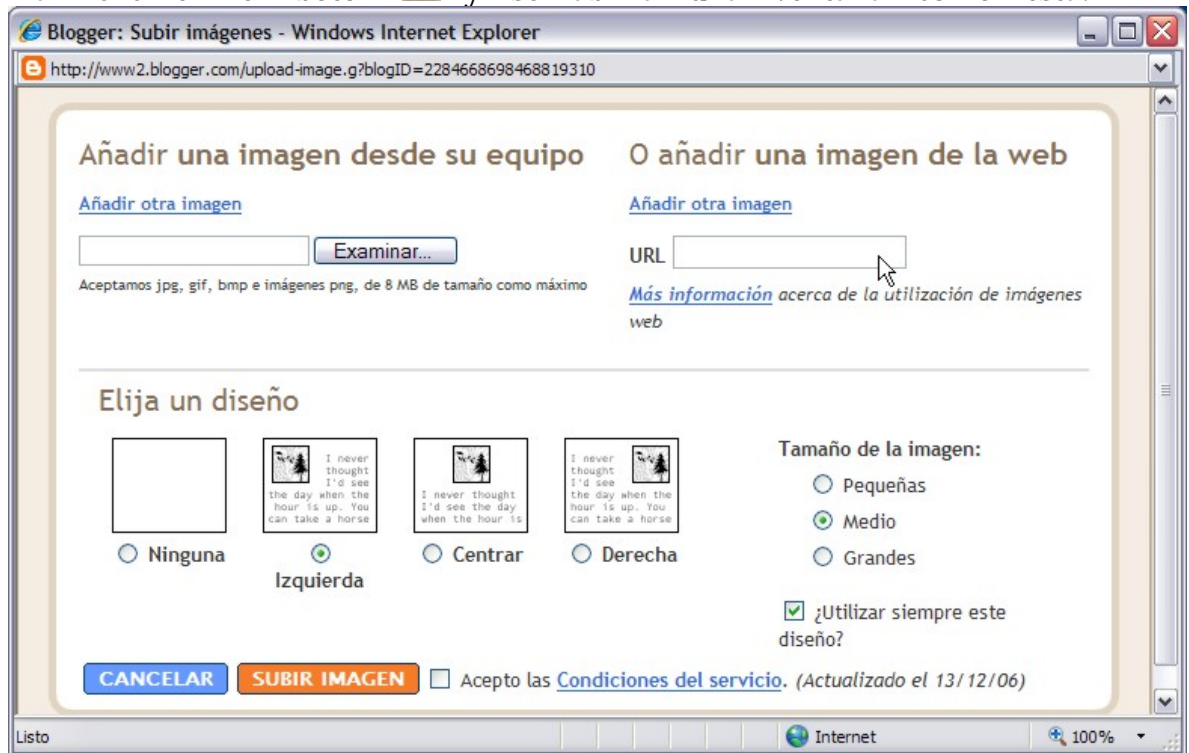 Blogger: Subir imágenes - Windows Internet Explorer
http://www2.blogger.com/upload-image.g?blogID=2284668698468819310
Añadir una imagen desde su equipo
Añadir otra imagen
Examinar...
Aceptamos jpg, gif, bmp e imágenes png, de 8 MB de tamaño como máximo
O añadir una imagen de la web
Añadir otra imagen
URL
Más información acerca de la utilización de imágenes
web
Elija un diseño
I never
thought
I'd see
the day when the
hour is up. You
can take a horse
I never thought
I'd see the day
when the hour is
I never
thought
I'd see
the day when the
hour is up. You
can take a horse
Ninguna
Izquierda
Centrar
Derecha
Tamaño de la imagen:
Pequeñas
Medio
Grandes
¿Utilizar siempre este
diseño?
CANCELAR SUBIR IMAGEN Acepto las Condiciones del servicio. (Actualizado el 13/12/06)
Listo Internet 100%